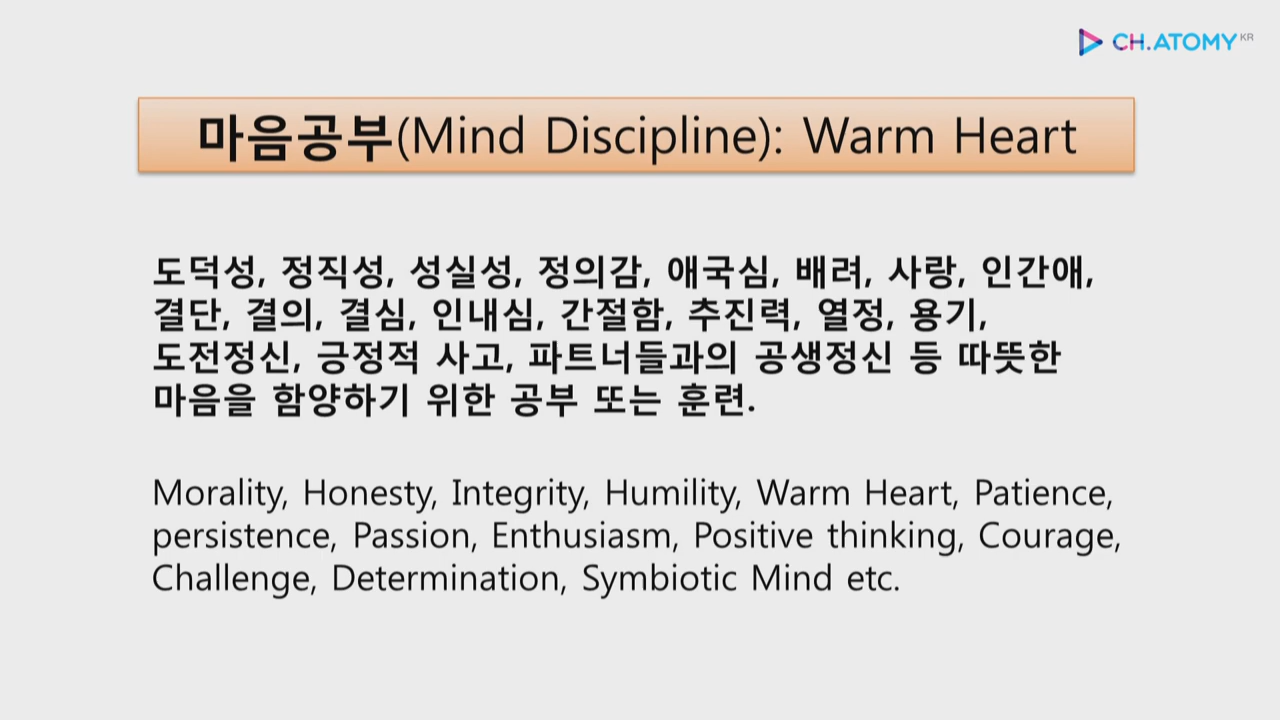 CH.ATOMY KR
마음공부(Mind Discipline): Warm Heart
도덕성, 정직성, 성실성, 정의감, 애국심, 배려, 사랑, 인간애,
결단, 결의, 결심, 인내심, 간절함, 추진력, 열정, 용기,
도전정신, 긍정적 사고, 파트너들과의 공생정신 등 따뜻한
마음을 함양하기 위한 공부 또는 훈련.
Morality, Honesty, Integrity, Humility, Warm Heart, Patience,
persistence, Passion, Enthusiasm, Positive thinking, Courage,
Challenge, Determination, Symbiotic Mind etc.